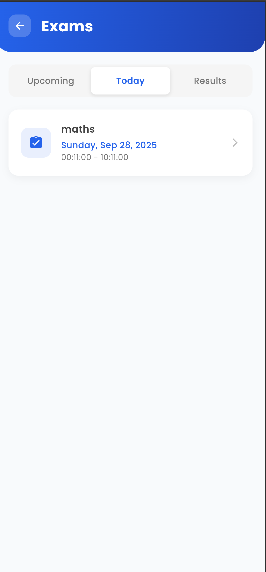 Exams
Upcoming Today Results
maths
Sunday, Sep 28, 2025
00:11:00 - 10:11:00